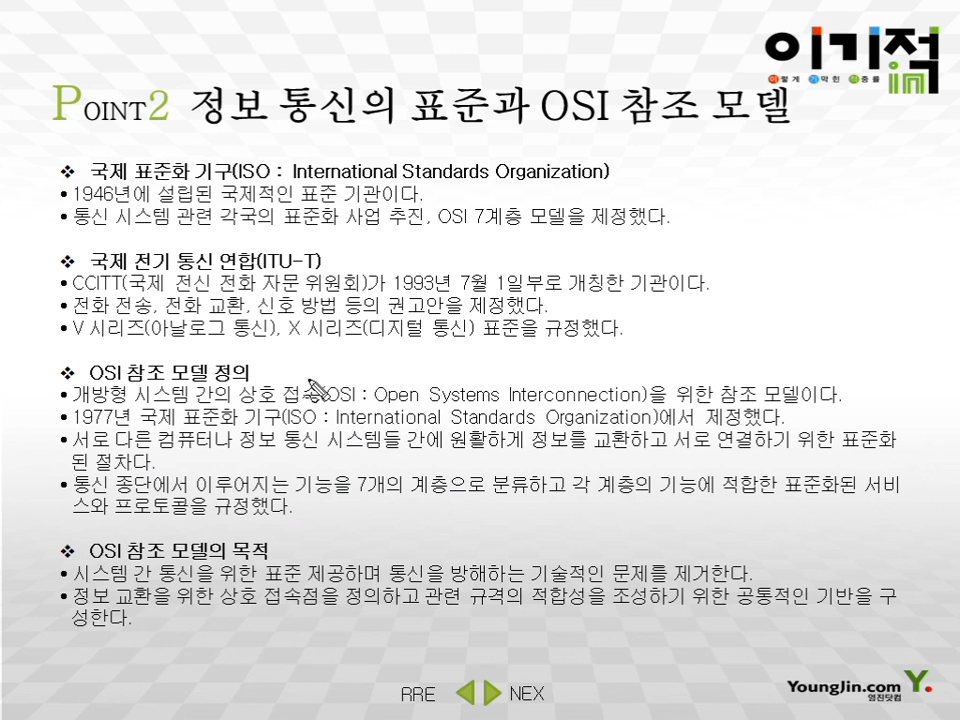 이기적in
이렇게 기막힌 적중률
POINT2 정보 통신의 표준과 OSI 참조 모델
❖ 국제 표준화 기구(ISO : International Standards Organization)
• 1946년에 설립된 국제적인 표준 기관이다.
• 통신 시스템 관련 각국의 표준화 사업 추진, OSI 7계층 모델을 제정했다.
❖ 국제 전기 통신 연합(ITU-T)
• CCITT(국제 전신 전화 자문 위원회)가 1993년 7월 1일부로 개칭한 기관이다.
• 전화 전송, 전화 교환, 신호 방법 등의 권고안을 제정했다.
• V 시리즈(아날로그 통신), X 시리즈(디지털 통신) 표준을 규정했다.
❖ OSI 참조 모델 정의
• 개방형 시스템 간의 상호 접속(OSI : Open Systems Interconnection)을 위한 참조 모델이다.
• 1977년 국제 표준화 기구(ISO : International Standards Organization)에서 제정했다.
• 서로 다른 컴퓨터나 정보 통신 시스템들 간에 원활하게 정보를 교환하고 서로 연결하기 위한 표준화
된 절차다.
• 통신 종단에서 이루어지는 기능을 7개의 계층으로 분류하고 각 계층의 기능에 적합한 표준화된 서비
스와 프로토콜을 규정했다.
❖ OSI 참조 모델의 목적
• 시스템 간 통신을 위한 표준 제공하며 통신을 방해하는 기술적인 문제를 제거한다.
• 정보 교환을 위한 상호 접속점을 정의하고 관련 규격의 적합성을 조성하기 위한 공통적인 기반을 구
성한다.
RRE NEX
YoungJin.com Y.
영진닷컴